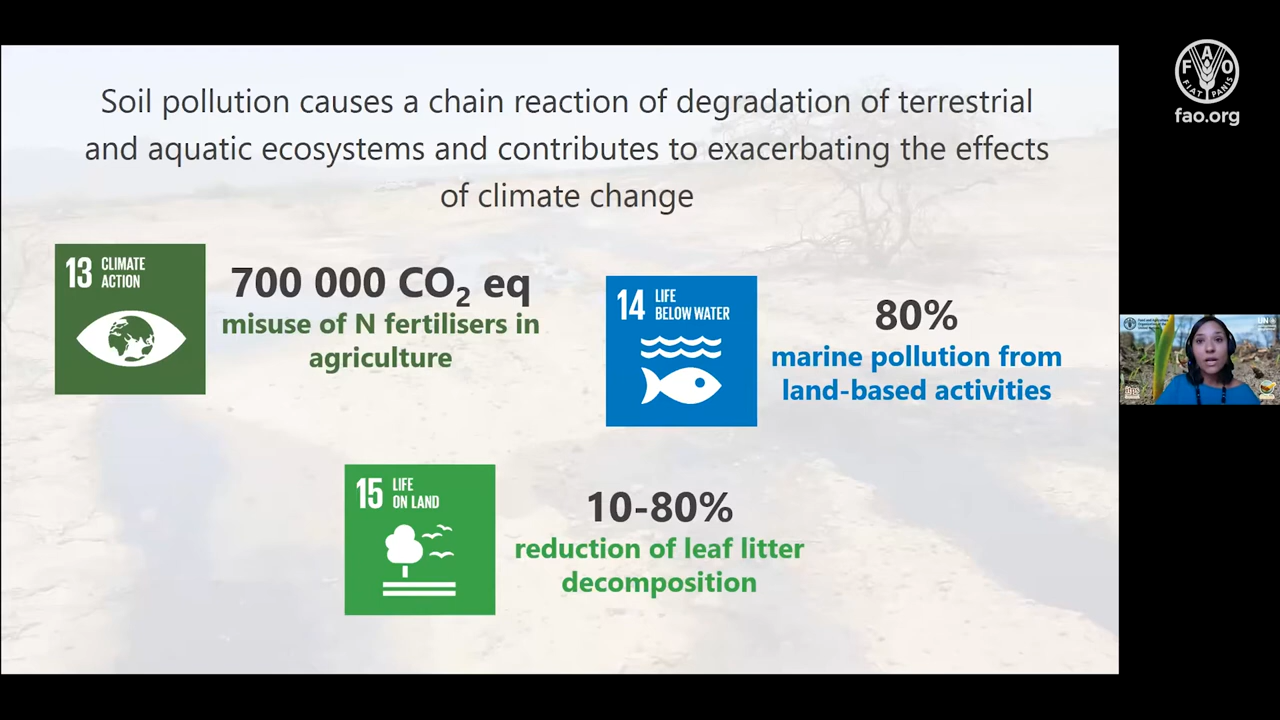 Soil pollution causes a chain reaction of degradation of terrestrial
and aquatic ecosystems and contributes to exacerbating the effects
of climate change
13 CLIMATE
ACTION
700 000 CO₂ eq
misuse of N fertilisers in
agriculture
14 LIFE
BELOW WATER
80%
marine pollution from
land-based activities
15 LIFE
ON LAND
10-80%
reduction of leaf litter
decomposition
F A O
FIAT PANIS
fao.org